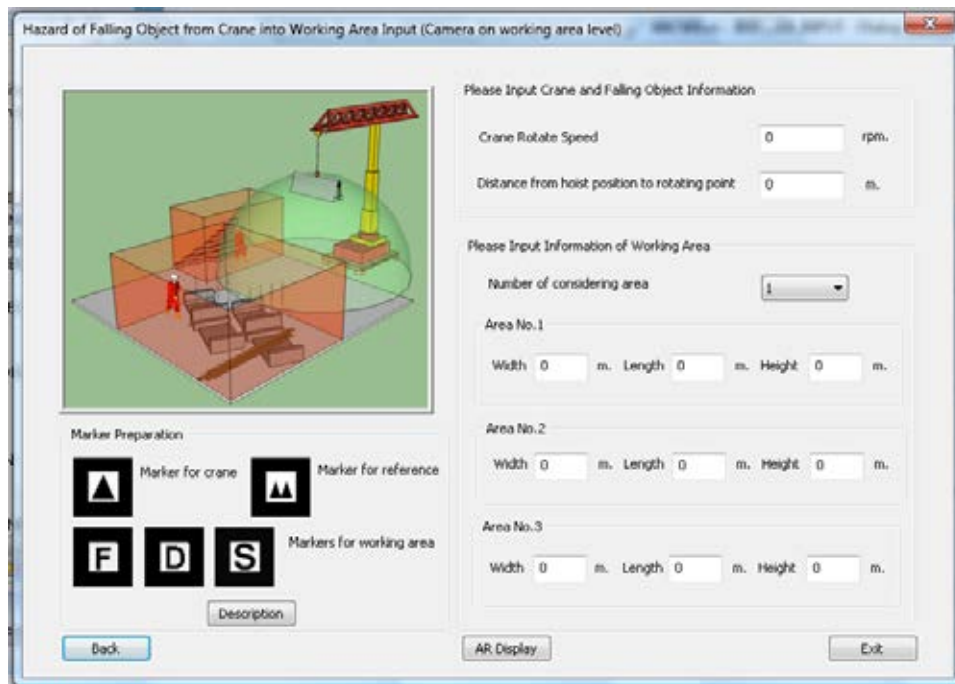 Hazard of Falling Object from Crane into Working Area Input (Camera on working area level)
Please Input Crane and Falling Object Information
Crane Rotate Speed 0 rpm.
Distance from hoist position to rotating point 0 m.
Please Input Information of Working Area
Number of considering area 1
Area No.1
Width 0 m. Length 0 m. Height 0 m.
Area No.2
Width 0 m. Length 0 m. Height 0 m.
Area No.3
Width 0 m. Length 0 m. Height 0 m.
Marker Preparation
Marker for crane
Marker for reference
F D S Markers for working area
Description
Back AR Display Exit